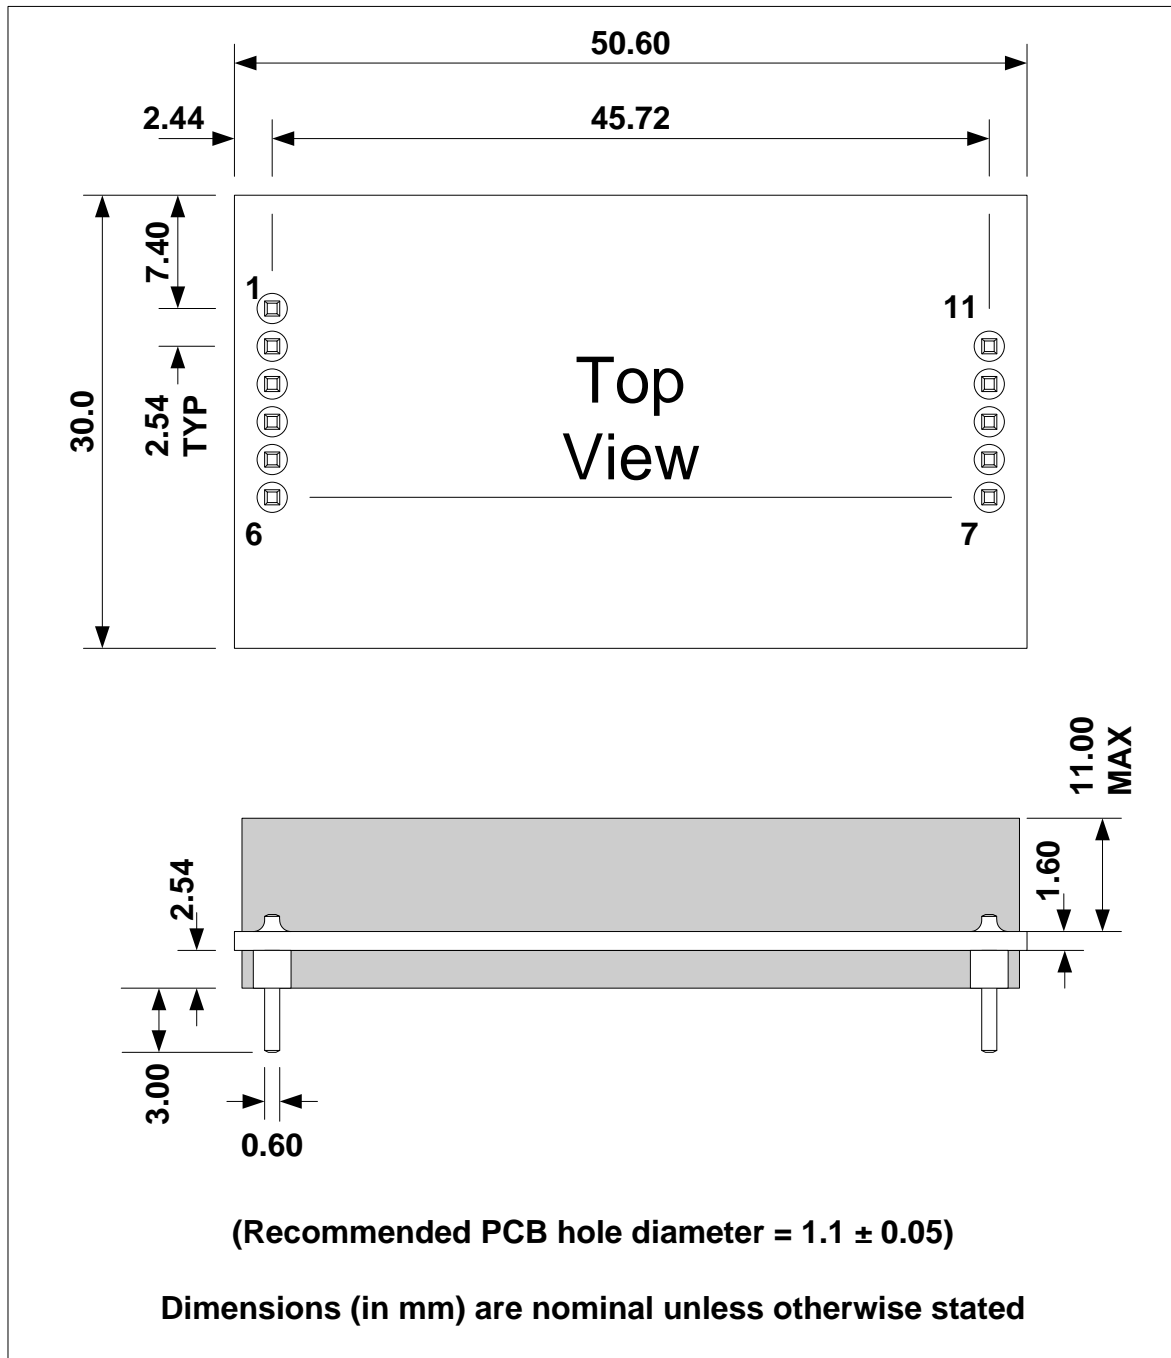 50.60
2.44
45.72
7.40
1
11
2.54
TYP
30.0
Top
View
6
7
11.00
MAX
1.60
2.54
3.00
0.60
(Recommended PCB hole diameter = 1.1 ± 0.05)
Dimensions (in mm) are nominal unless otherwise stated